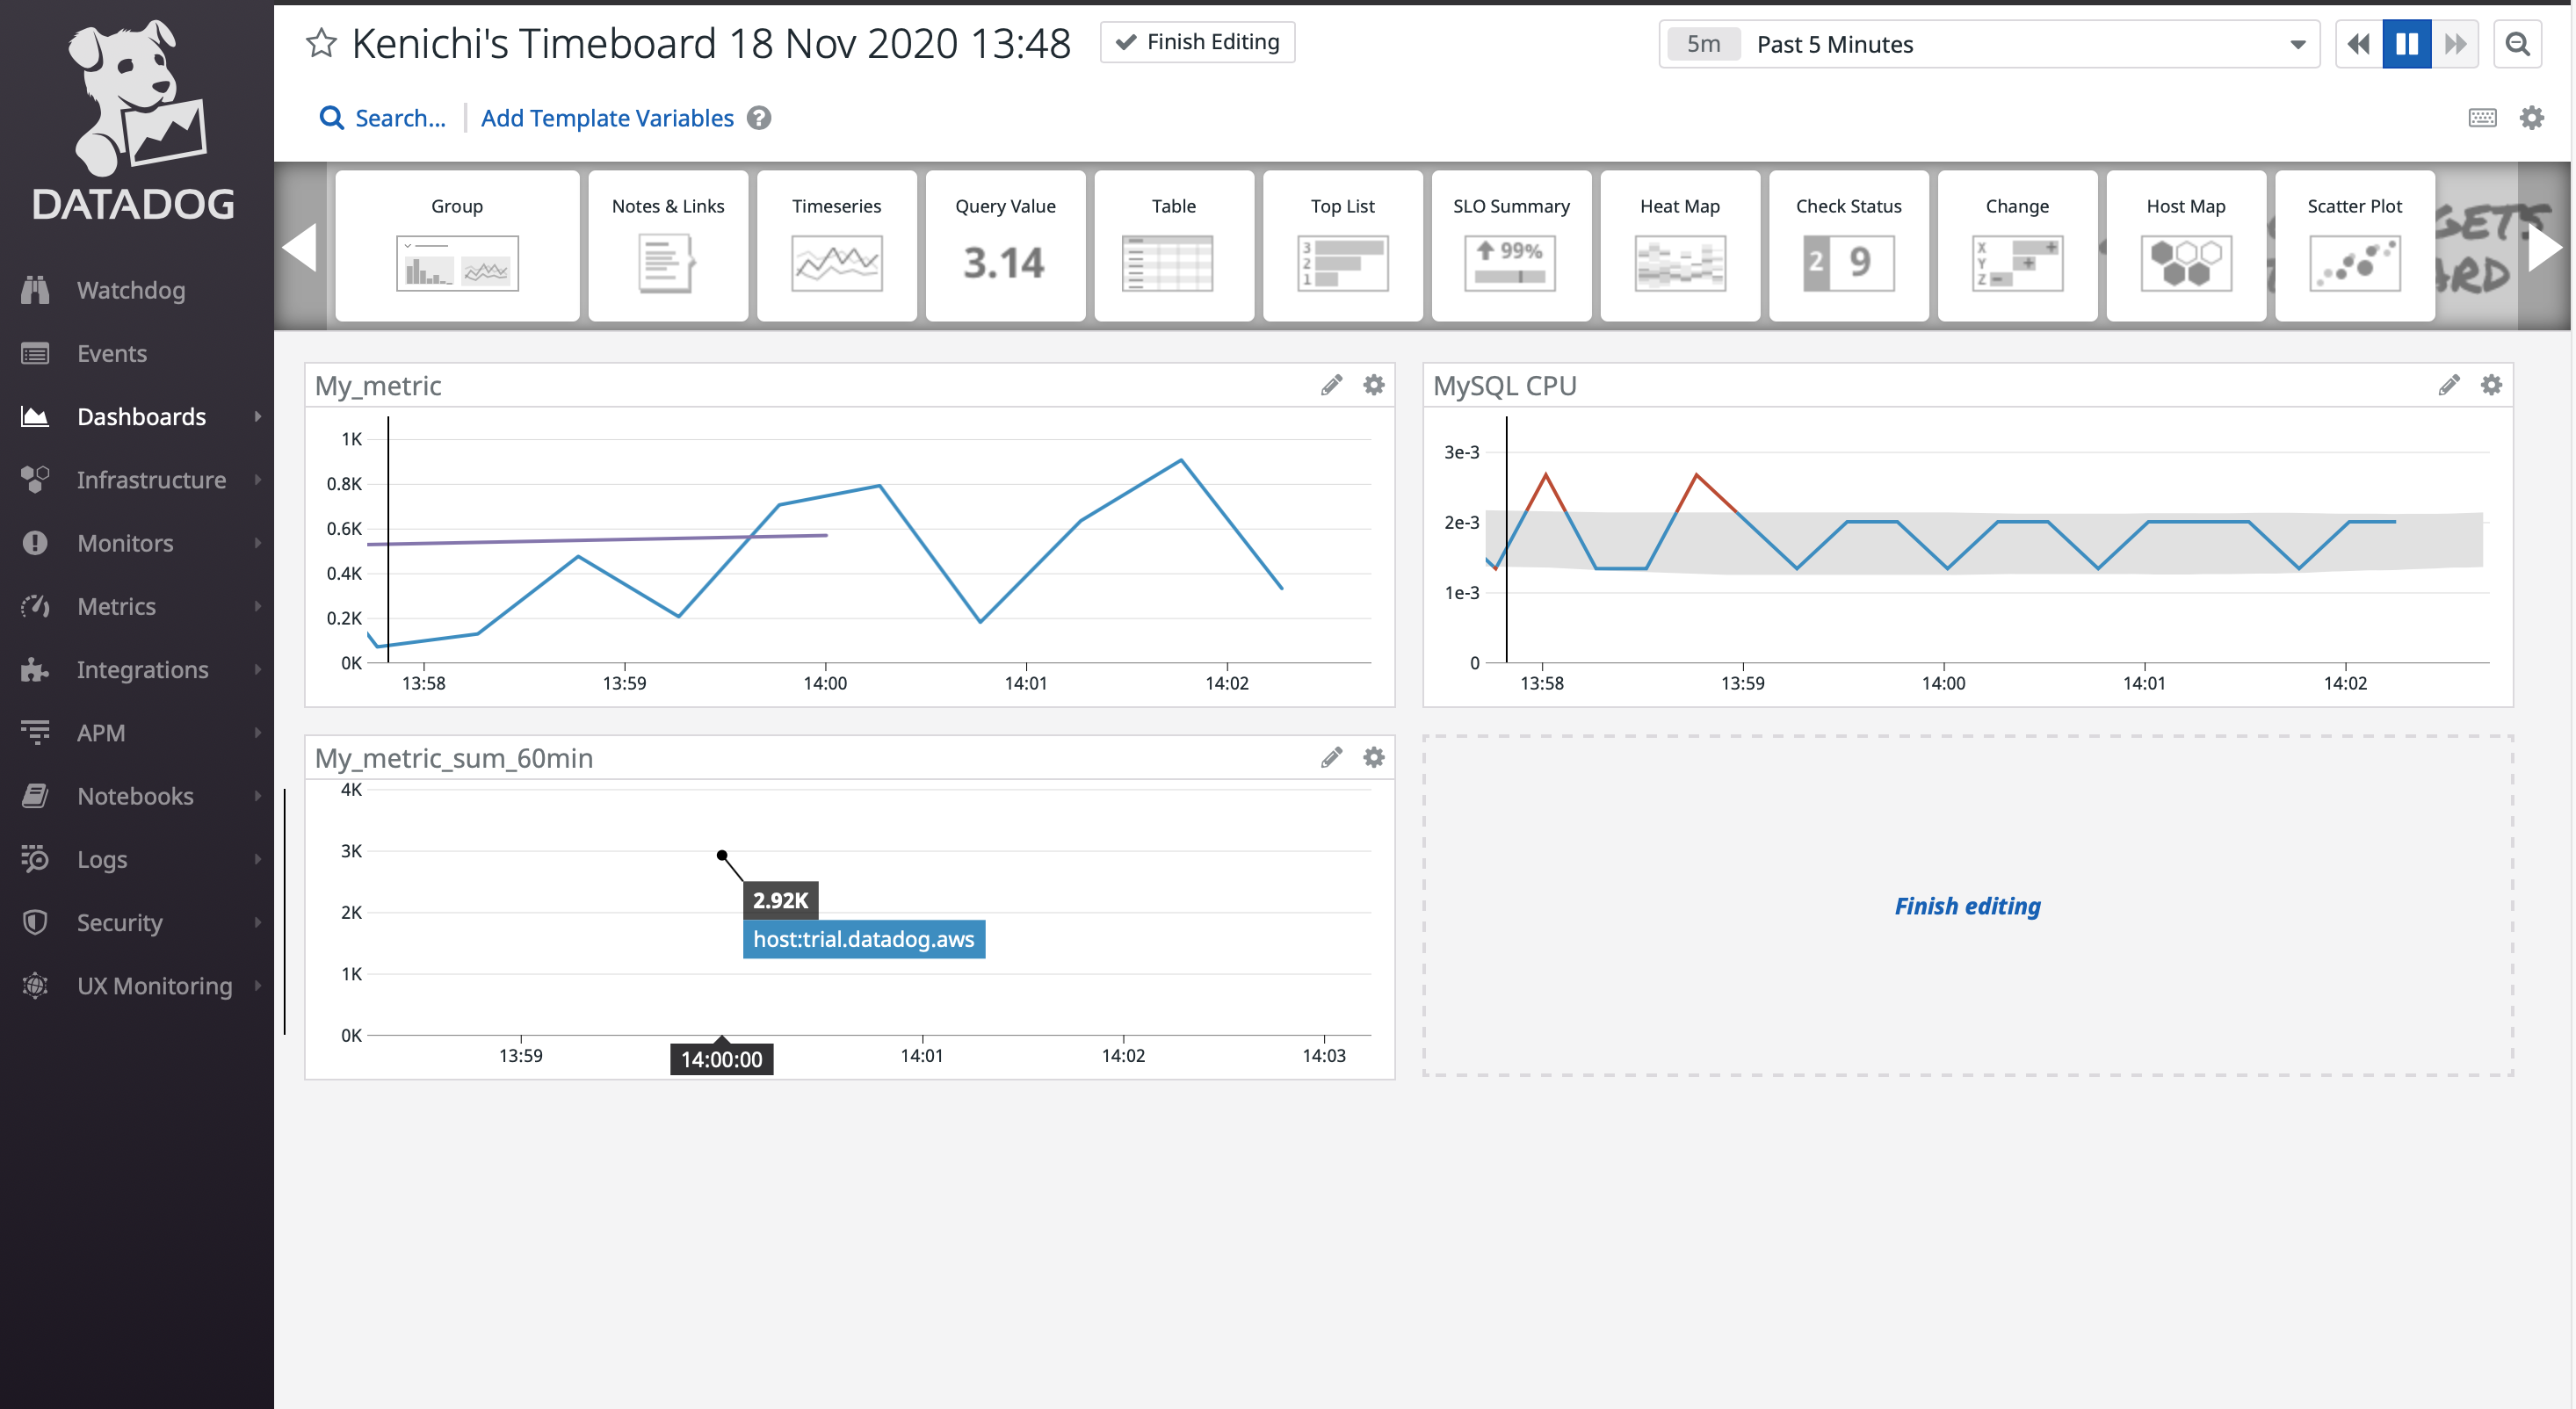 DATADOG
Watchdog
Events
Dashboards
Infrastructure
Monitors
Metrics
Integrations
APM
Notebooks
Logs
Security
UX Monitoring
Kenichi's Timeboard 18 Nov 2020 13:48
Finish Editing
5m Past 5 Minutes
Search...
Add Template Variables ?
Group
Notes & Links
Timeseries
Query Value
3.14
Table
Top List
3
2
1
SLO Summary
99%
Heat Map
Check Status
2 9
Change
X +
Y +
Z -
Host Map
Scatter Plot
My_metric
1K
0.8K
0.6K
0.4K
0.2K
0K
13:58 13:59 14:00 14:01 14:02
MySQL CPU
3e-3
2e-3
1e-3
0
13:58 13:59 14:00 14:01 14:02
My_metric_sum_60min
4K
3K
2K
1K
0K
2.92K
host:trial.datadog.aws
13:59 14:00:00 14:01 14:02 14:03
Finish editing